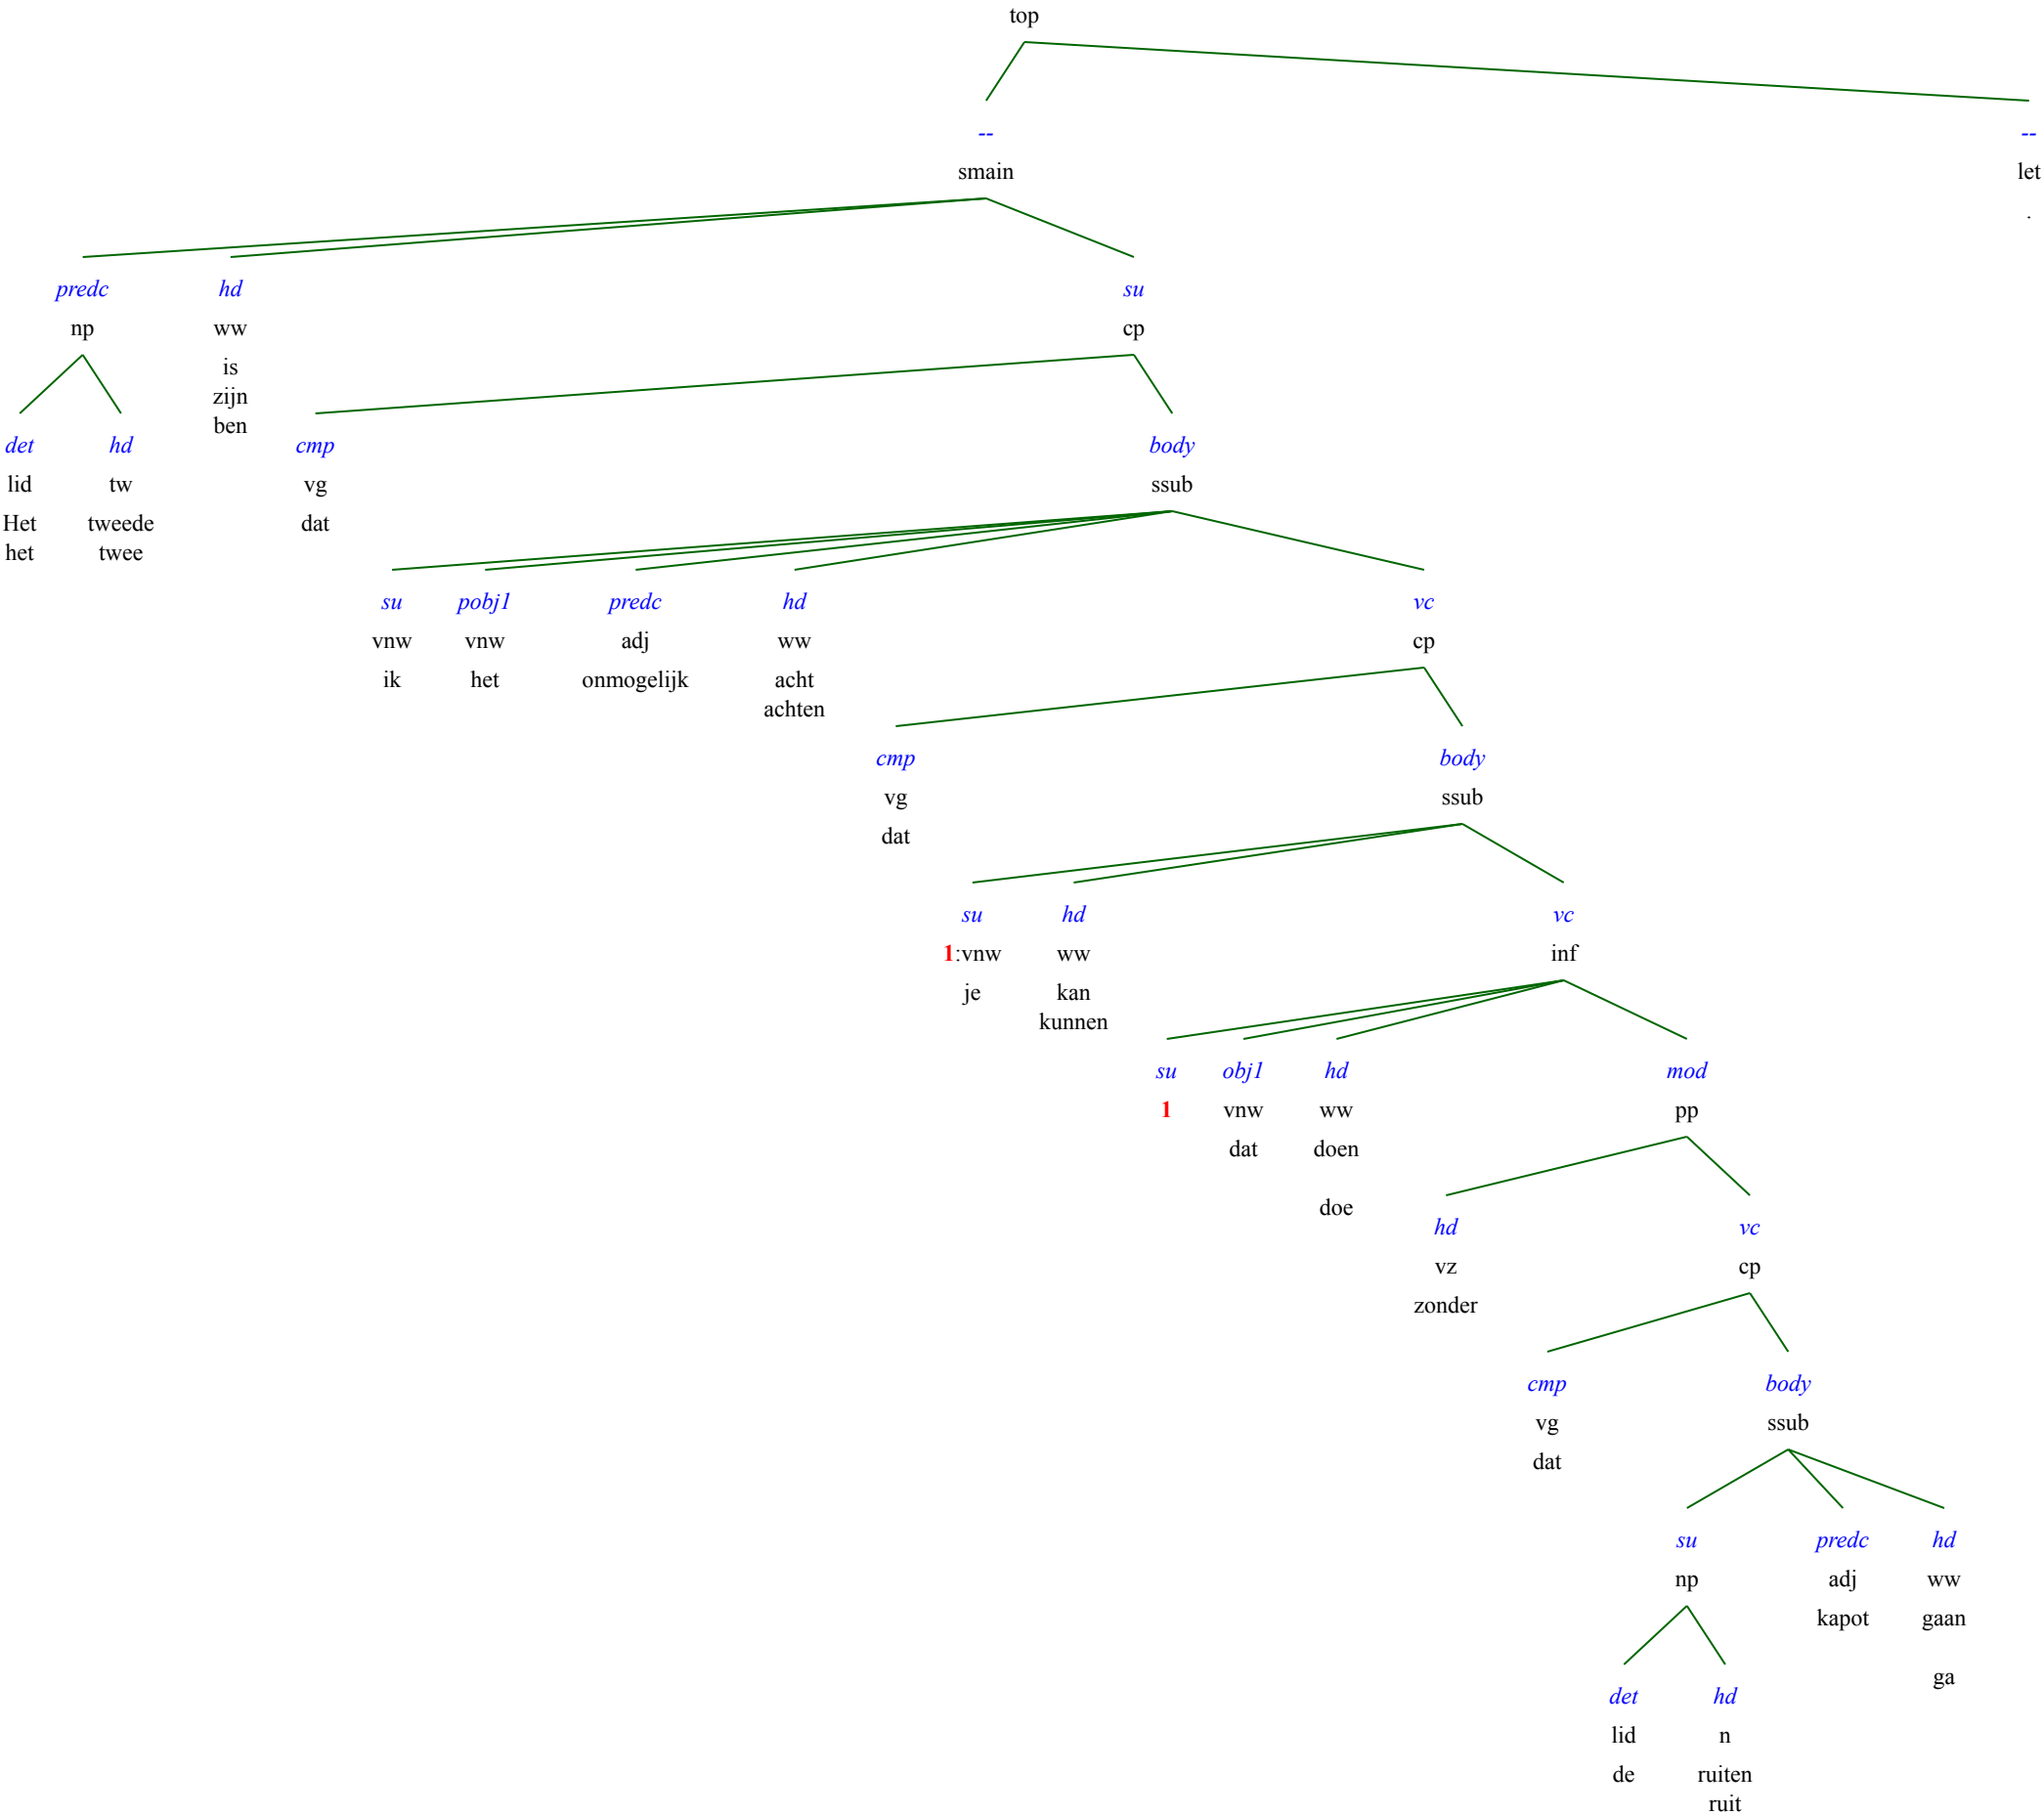 top
-- --
smain let
.
predc hd su
np ww cp
is
zijn
ben
det hd cmp body
lid tw vg ssub
Het tweede dat
het twee
su pobj1 predc hd vc
vnw vnw adj ww cp
ik het onmogelijk acht
achten
cmp body
vg ssub
dat
su hd vc
1:vnw ww inf
je kan
kunnen
su obj1 hd mod
1 vnw ww pp
dat doen
doe
hd vc
vz cp
zonder
cmp body
vg ssub
dat
su predc hd
np adj ww
kapot gaan
ga
det hd
lid n
de ruiten
ruit